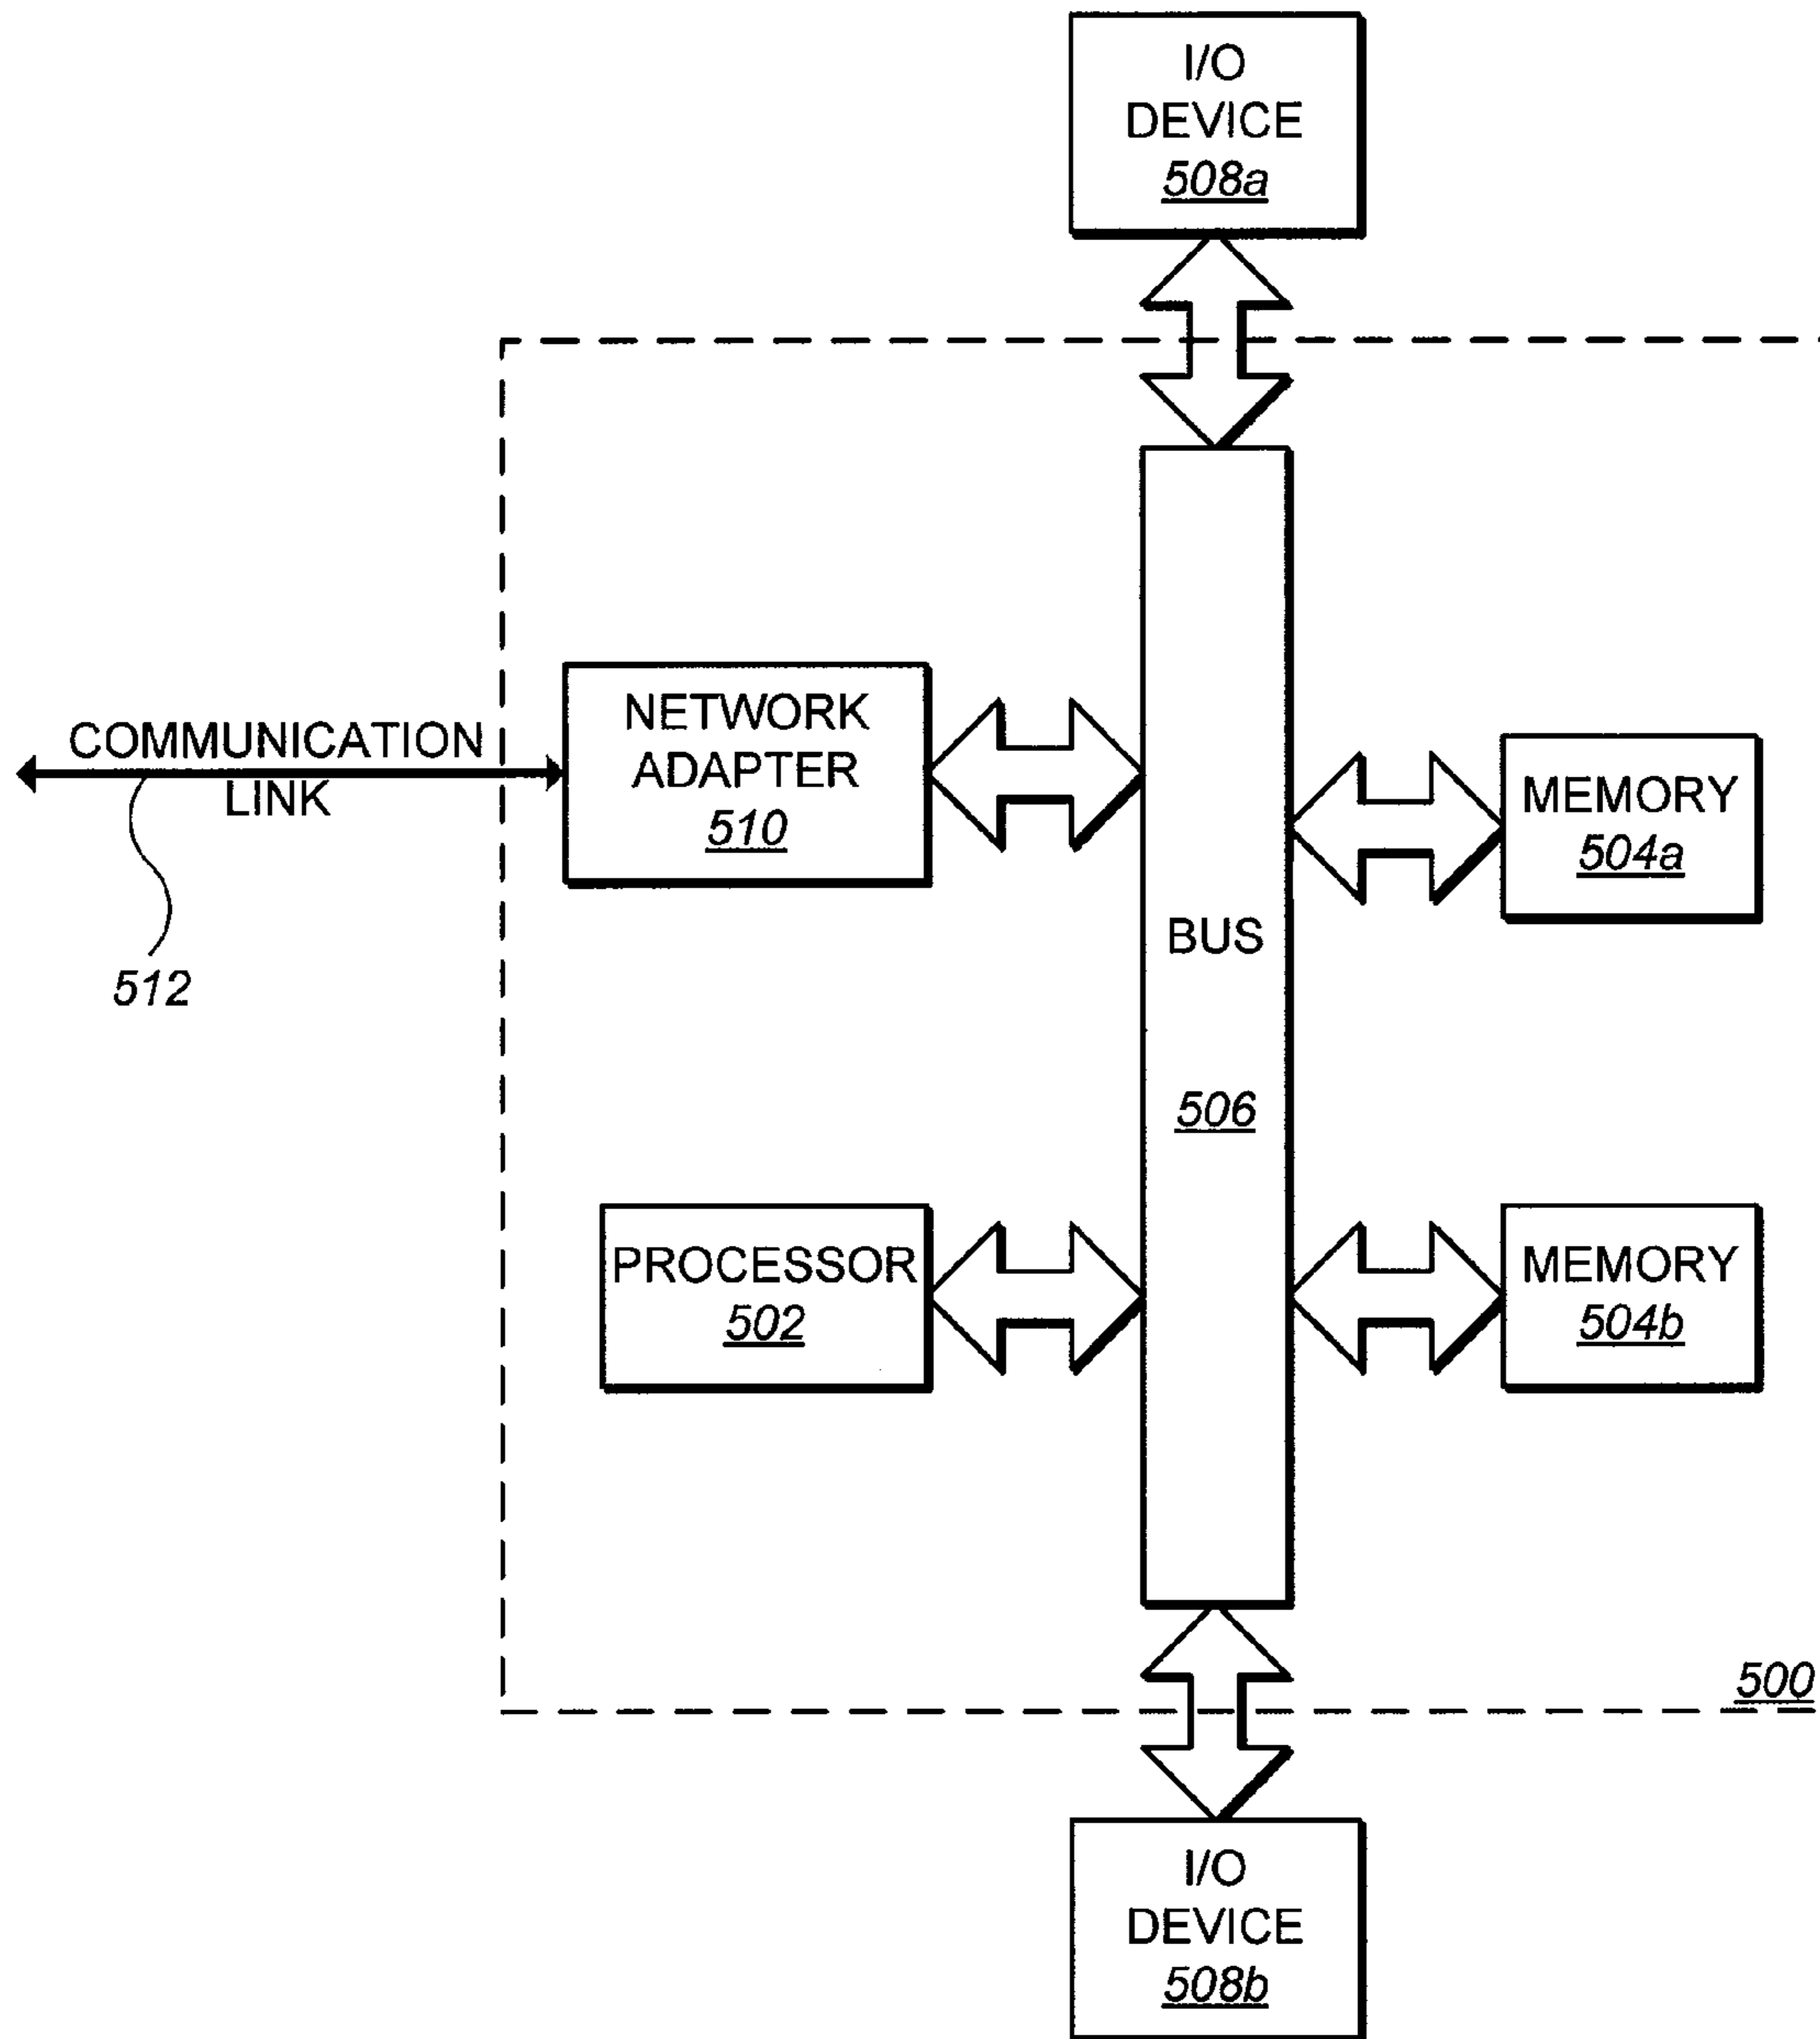 I/O
DEVICE
508a
COMMUNICATION
LINK
512
NETWORK
ADAPTER
510
MEMORY
504a
BUS
506
PROCESSOR
502
MEMORY
504b
500
I/O
DEVICE
508b